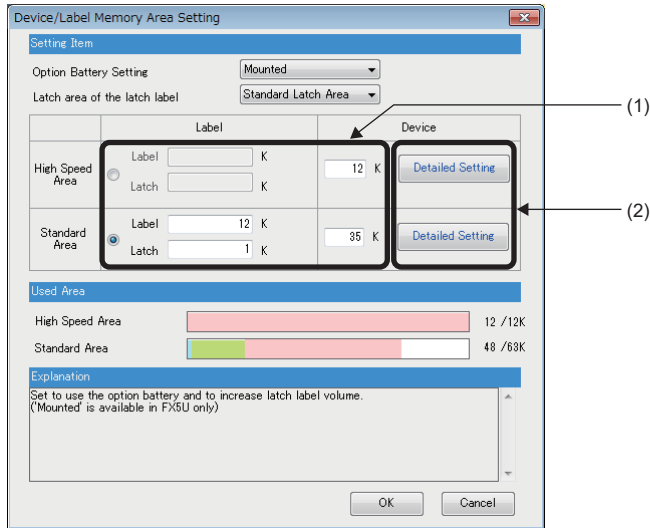 Device/Label Memory Area Setting
Setting Item
Option Battery Setting Mounted
Latch area of the latch label Standard Latch Area
(1)
Label Device
High Speed Area Label K 12 K Detailed Setting
Latch K
(2)
Standard Area Label 12 K 35 K Detailed Setting
Latch 1 K
Used Area
High Speed Area 12 /12K
Standard Area 48 /63K
Explanation
Set to use the option battery and to increase latch label volume.
('Mounted' is available in FX5U only)
OK Cancel